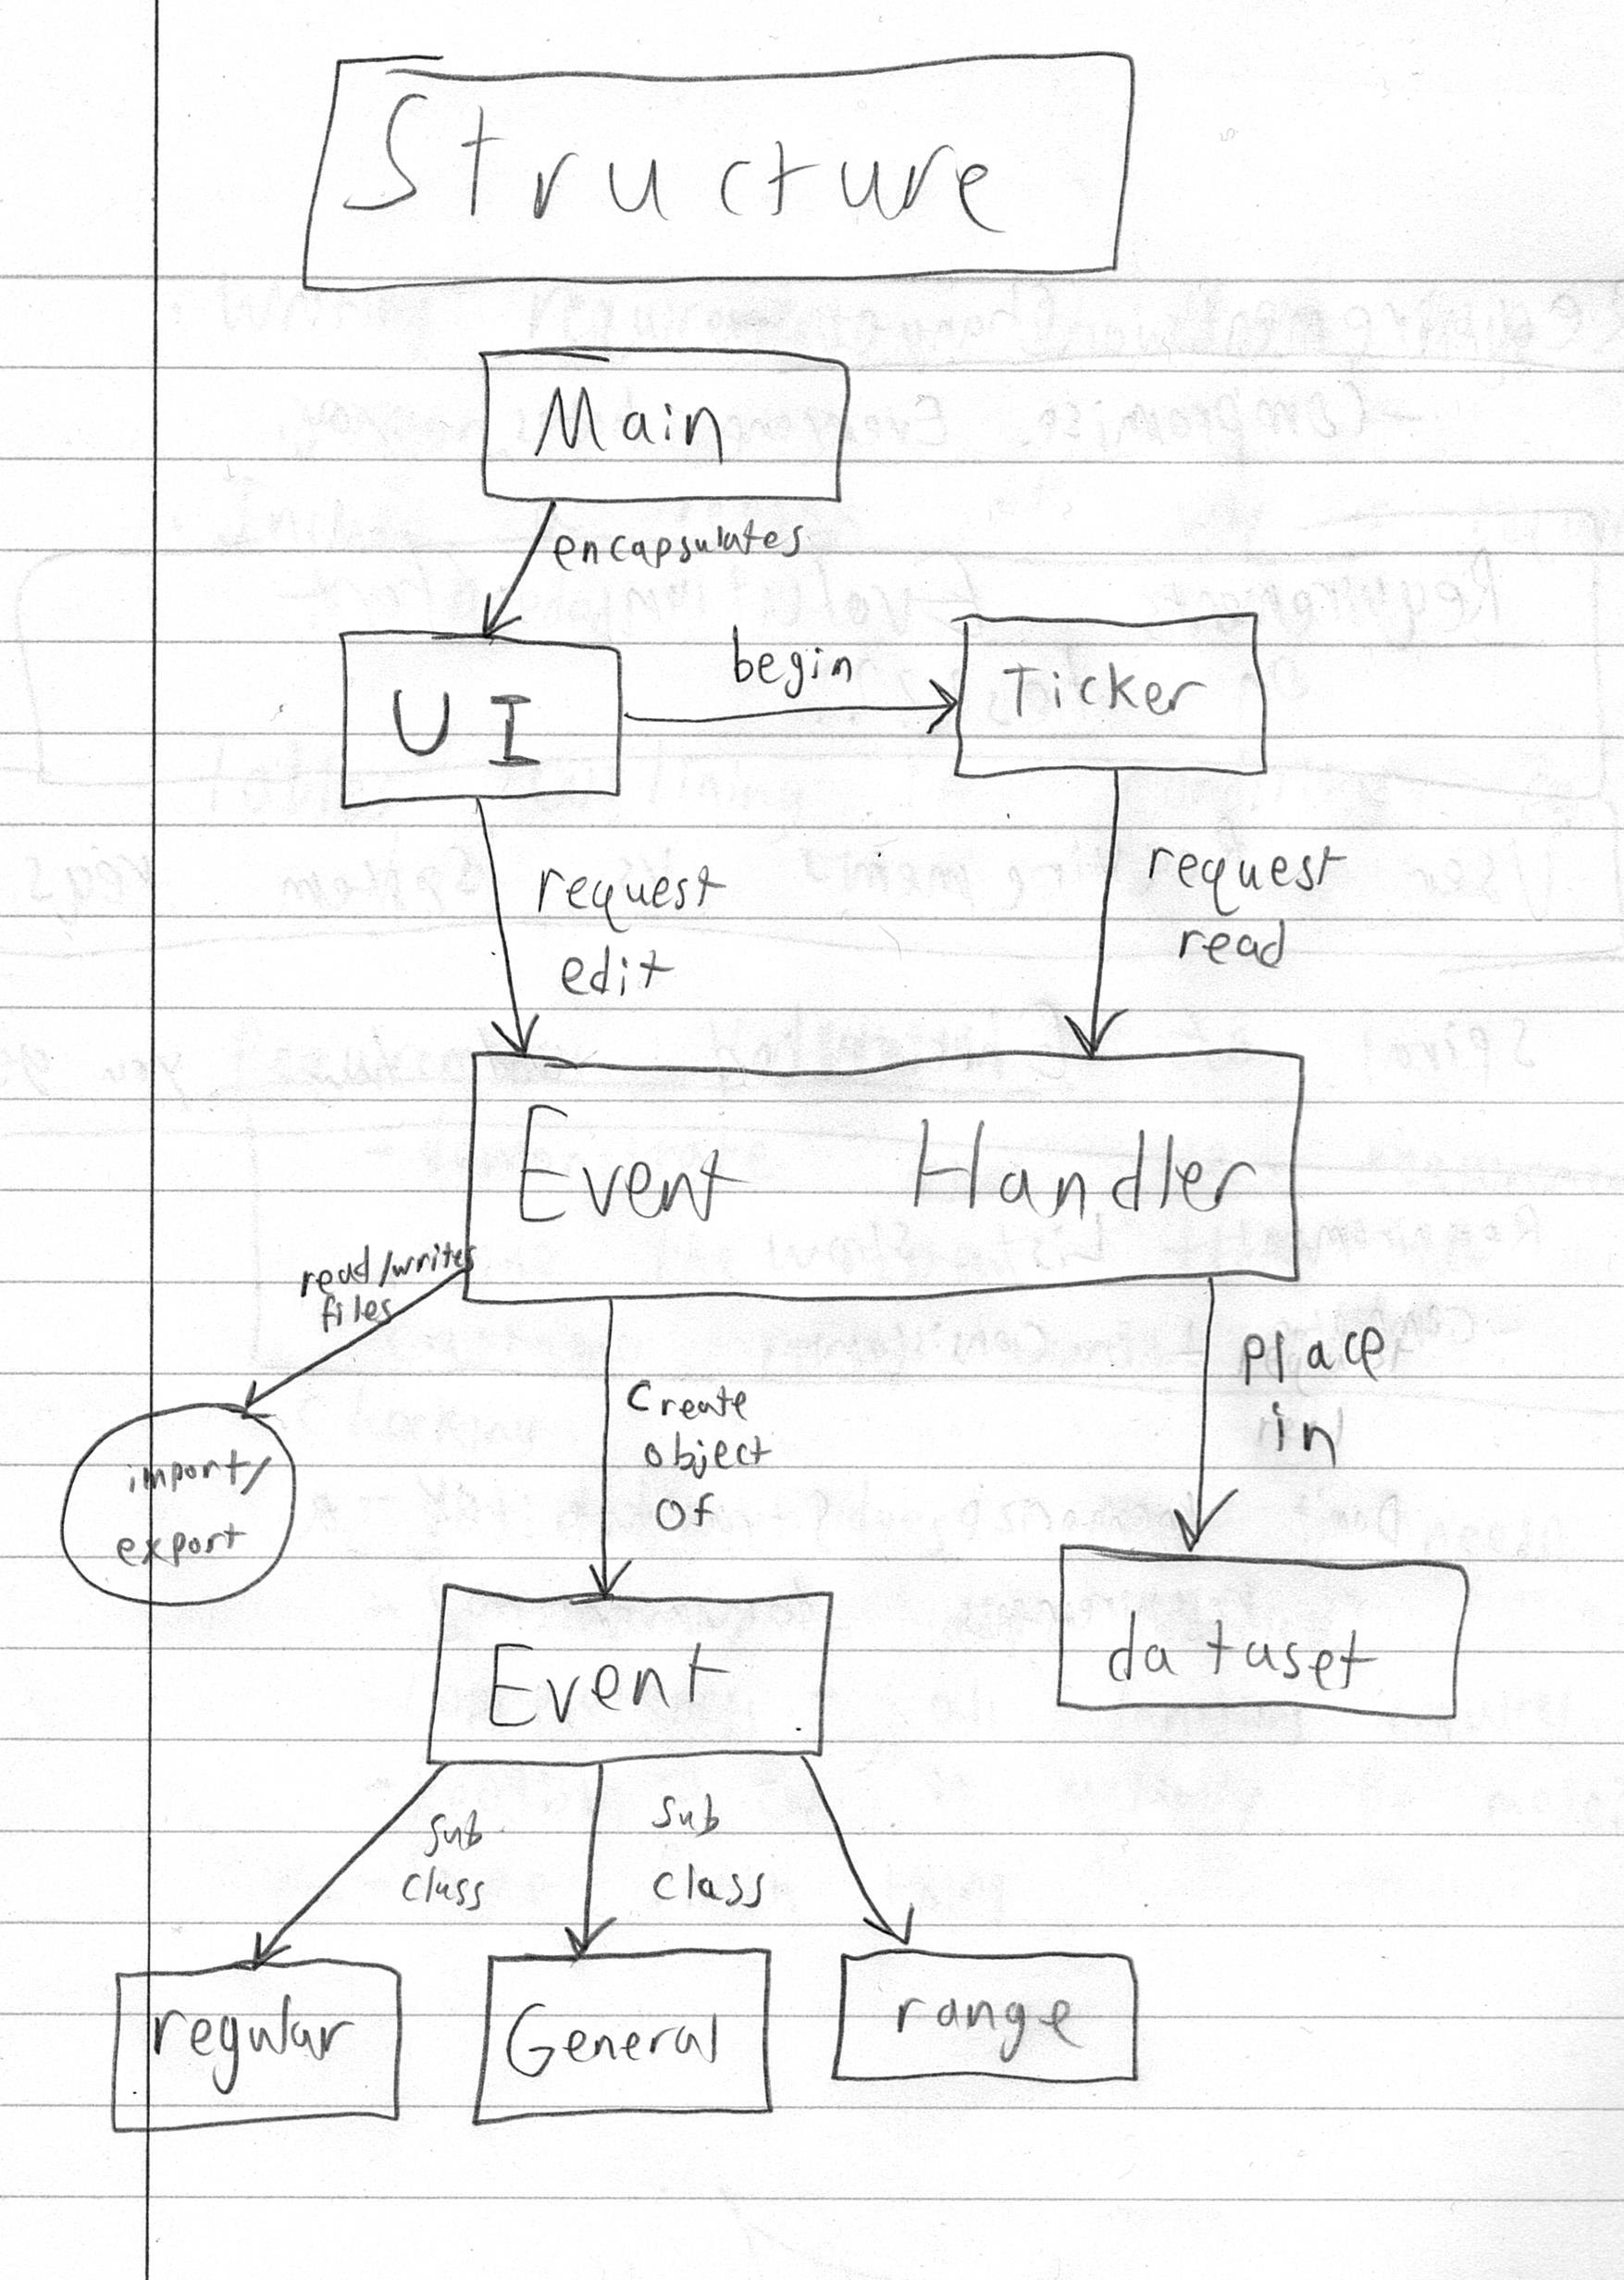 Structure
Main
encapsulates
UI
begin
Ticker
request
edit
request
read
Event Handler
read/writes
files
import/
export
Create
object
of
place
in
Event
dataset
sub
class
sub
class
regular
General
range